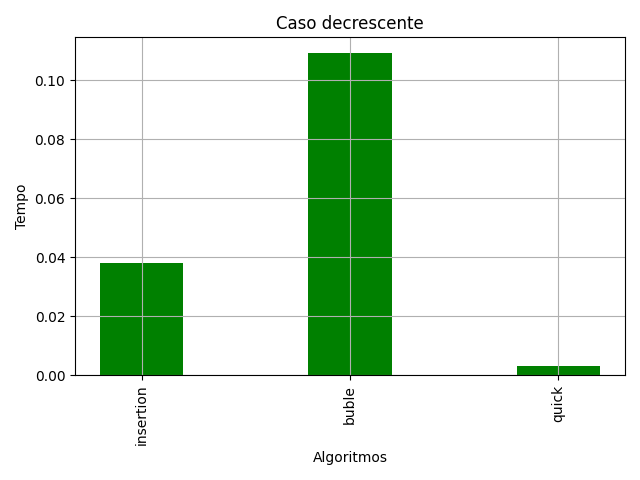 Caso decrescente
0.10
0.08
0.06
0.04
0.02
0.00
Tempo
insertion
buble
quick
Algoritmos